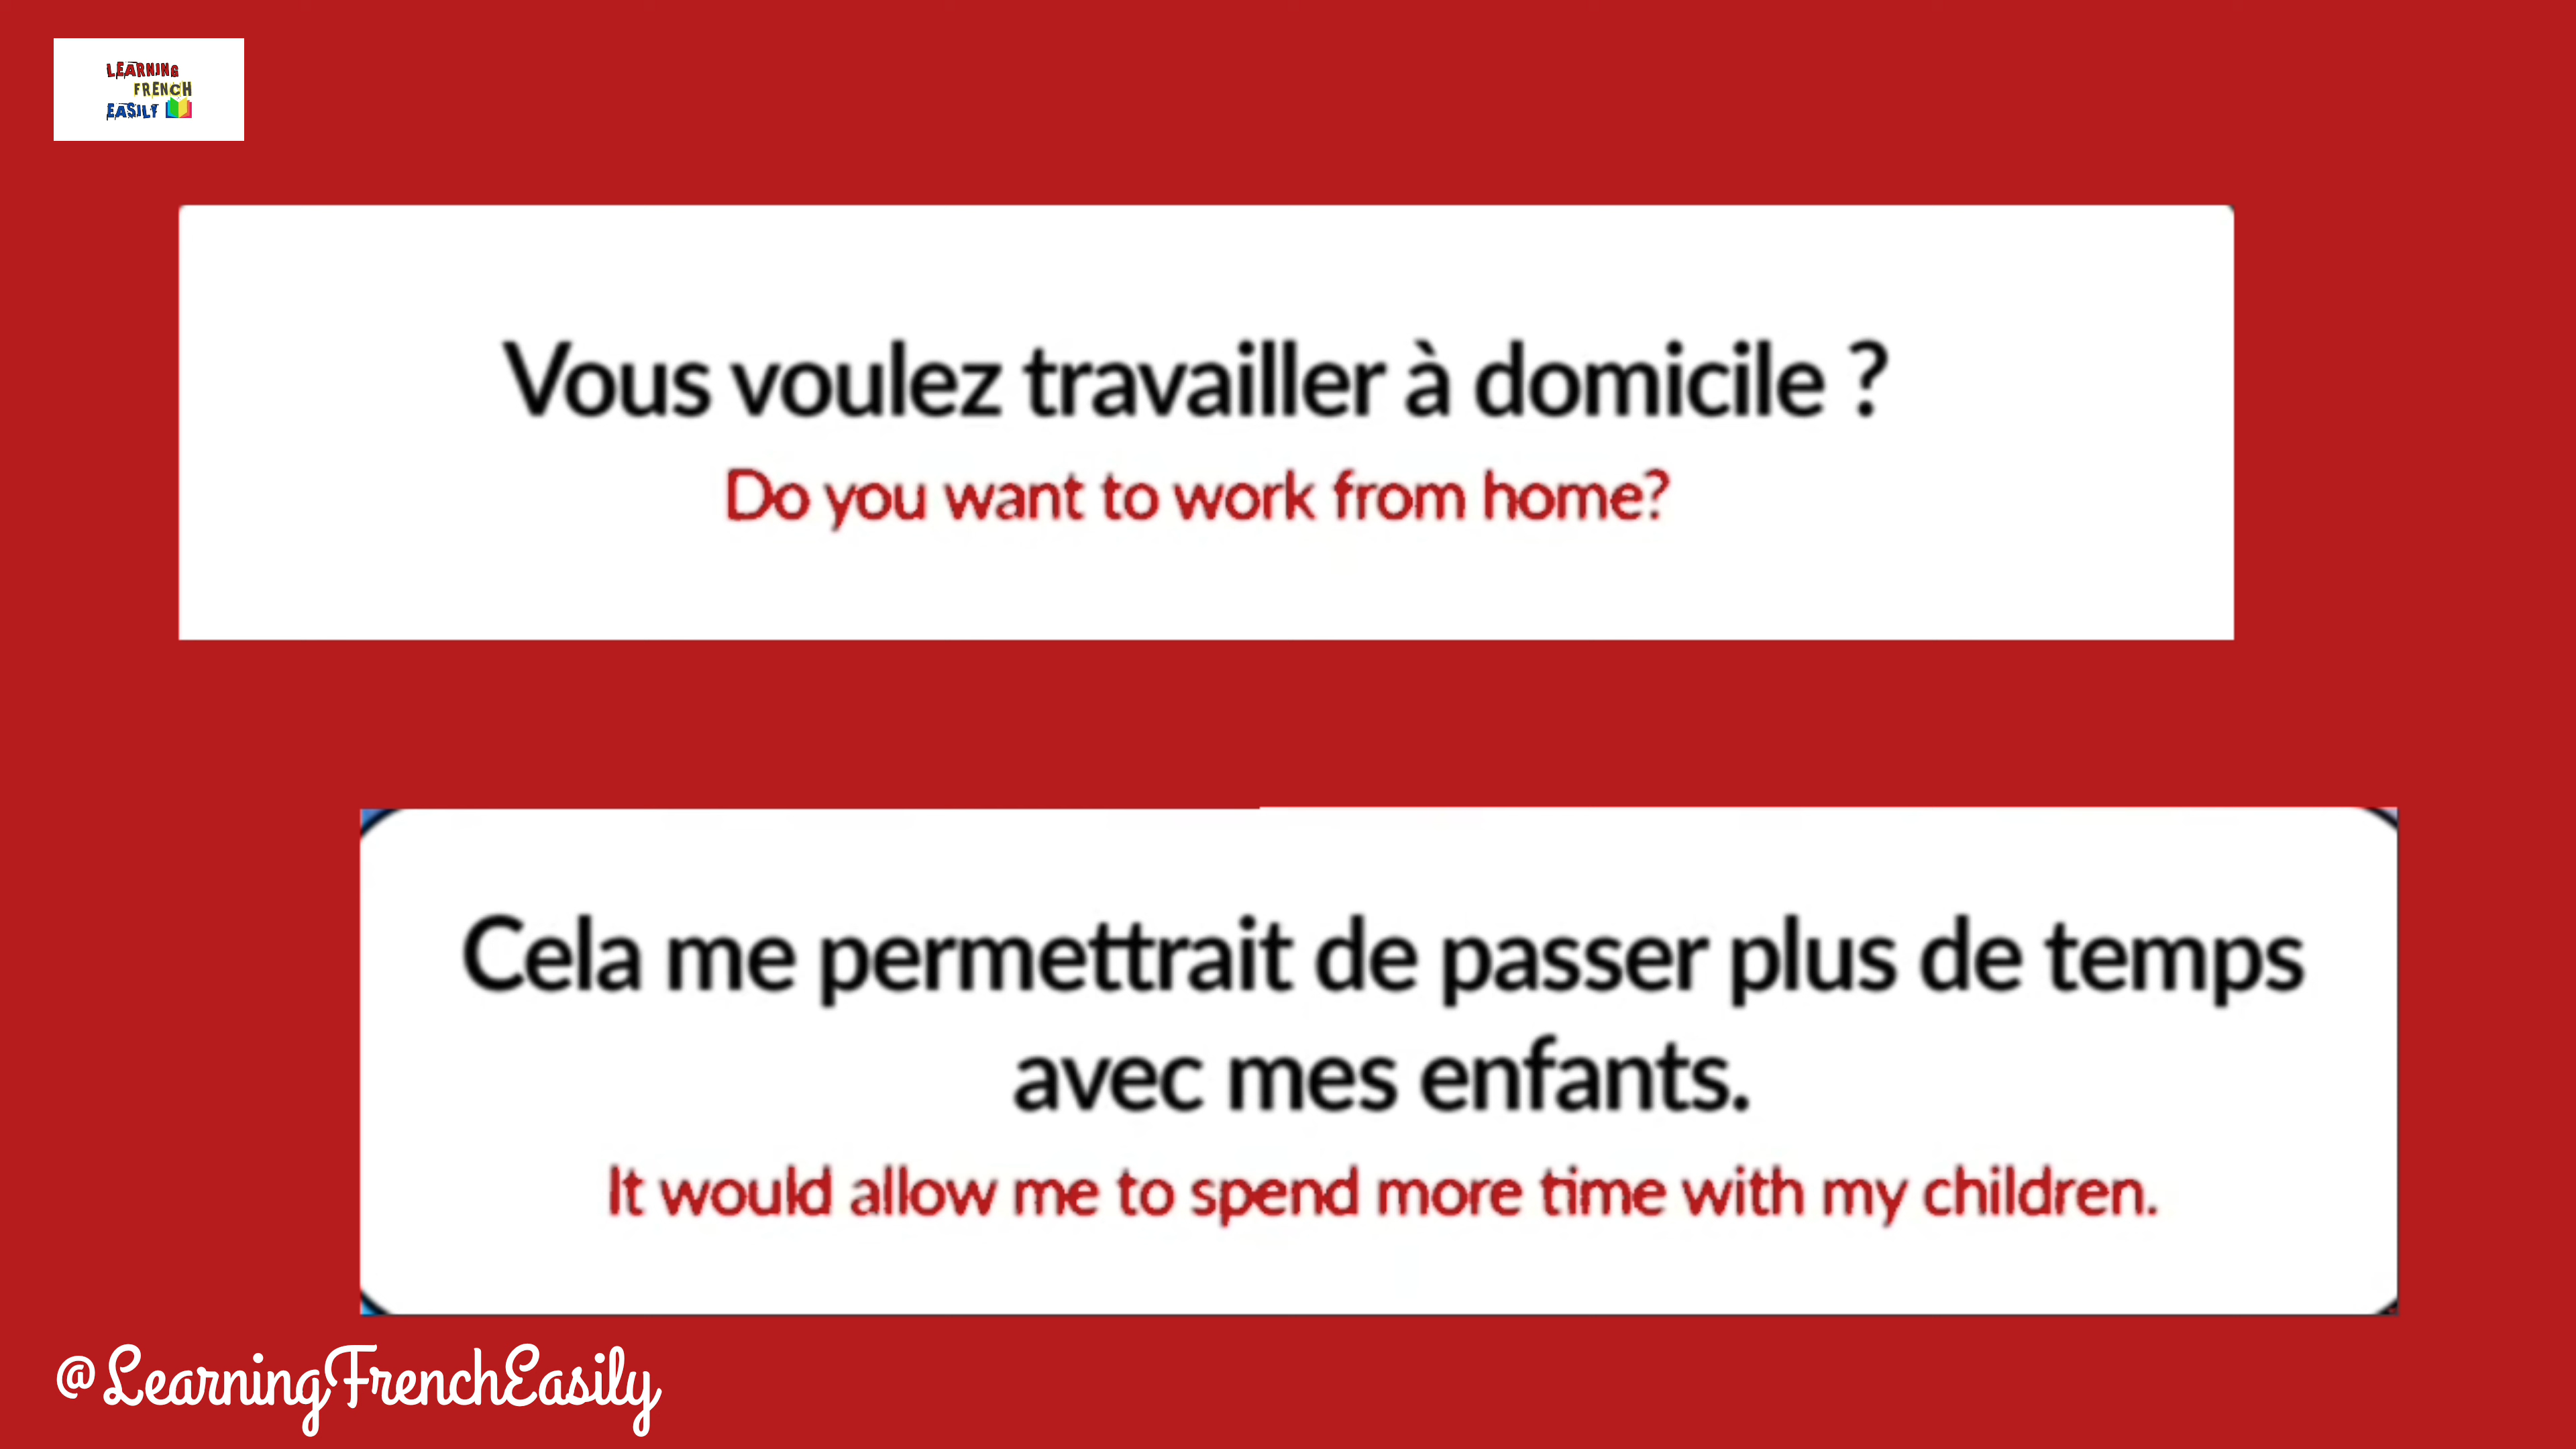 LEARNING
FRENCH
EASILY
Vous voulez travailler à domicile ?
Do you want to work from home?
Cela me permettrait de passer plus de temps
avec mes enfants.
It would allow me to spend more time with my children.
@LearningFrenchEasily